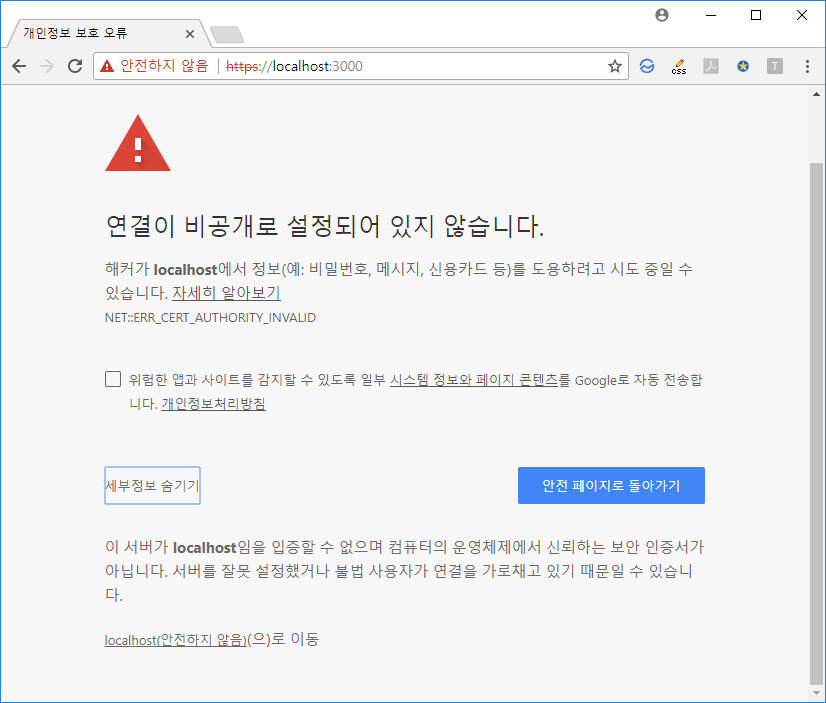 개인정보 보호 오류
안전하지 않음 https://localhost:3000
css
T
연결이 비공개로 설정되어 있지 않습니다.
해커가 localhost에서 정보(예: 비밀번호, 메시지, 신용카드 등)를 도용하려고 시도 중일 수
있습니다. 자세히 알아보기
NET::ERR_CERT_AUTHORITY_INVALID
위험한 앱과 사이트를 감지할 수 있도록 일부 시스템 정보와 페이지 콘텐츠를 Google로 자동 전송합
니다. 개인정보처리방침
세부정보 숨기기 안전 페이지로 돌아가기
이 서버가 localhost임을 입증할 수 없으며 컴퓨터의 운영체제에서 신뢰하는 보안 인증서가
아닙니다. 서버를 잘못 설정했거나 불법 사용자가 연결을 가로채고 있기 때문일 수 있습니
다.
localhost(안전하지 않음)(으)로 이동